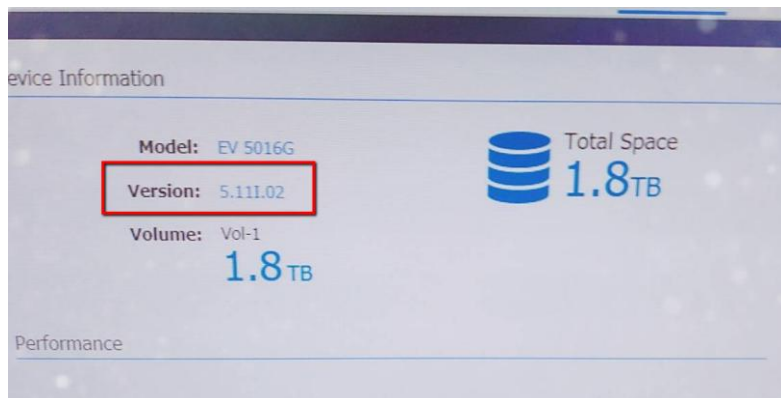 evice Information
Model: EV 5016G
Version: 5.11I.02
Volume: Vol-1
1.8 TB
Total Space
1.8TB
Performance